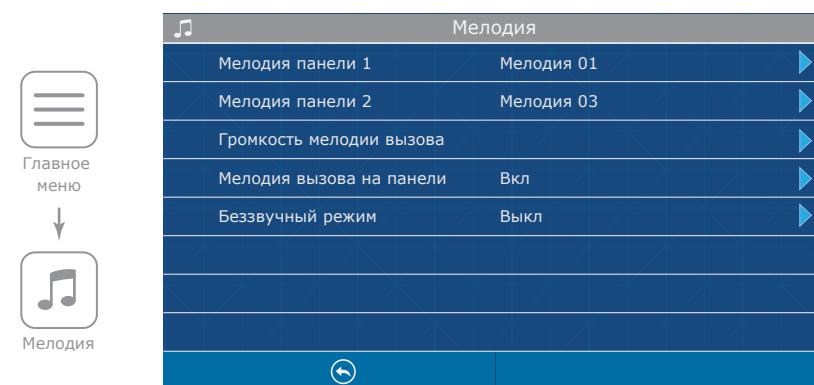 Мелодия
Мелодия панели 1 Мелодия 01
Мелодия панели 2 Мелодия 03
Громкость мелодии вызова
Мелодия вызова на панели Вкл
Беззвучный режим Выкл
Главное
меню
Мелодия